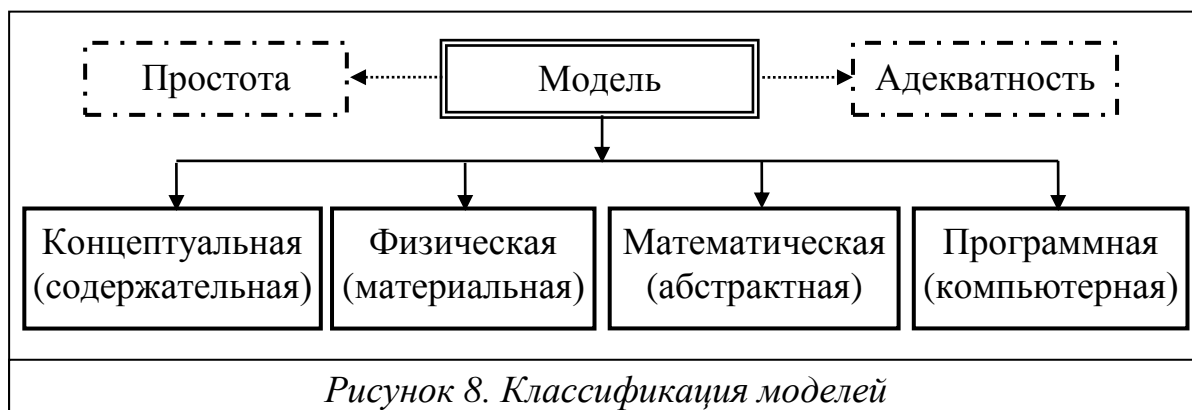 Простота
Модель
Адекватность
Концептуальная
(содержательная)
Физическая
(материальная)
Математическая
(абстрактная)
Программная
(компьютерная)
Рисунок 8. Классификация моделей